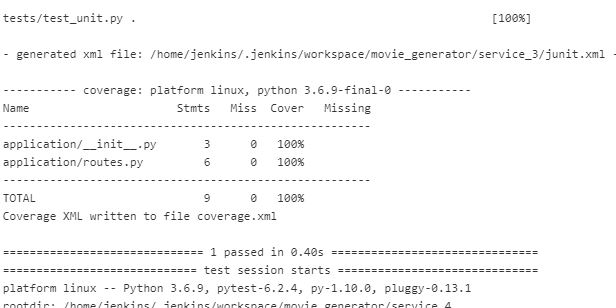 tests/test_unit.py . [100%]
- generated xml file: /home/jenkins/.jenkins/workspace/movie_generator/service_3/junit.xml -
----------- coverage: platform linux, python 3.6.9-final-0 -----------
Name Stmts Miss Cover Missing
-------------------------------------------------------
application/__init__.py 3 0 100%
application/routes.py 6 0 100%
-------------------------------------------------------
TOTAL 9 0 100%
Coverage XML written to file coverage.xml
============================== 1 passed in 0.40s ===============================
============================= test session starts ==============================
platform linux -- Python 3.6.9, pytest-6.2.4, py-1.10.0, pluggy-0.13.1
rootdir: /home/jenkins/.jenkins/workspace/movie_generator/service_4